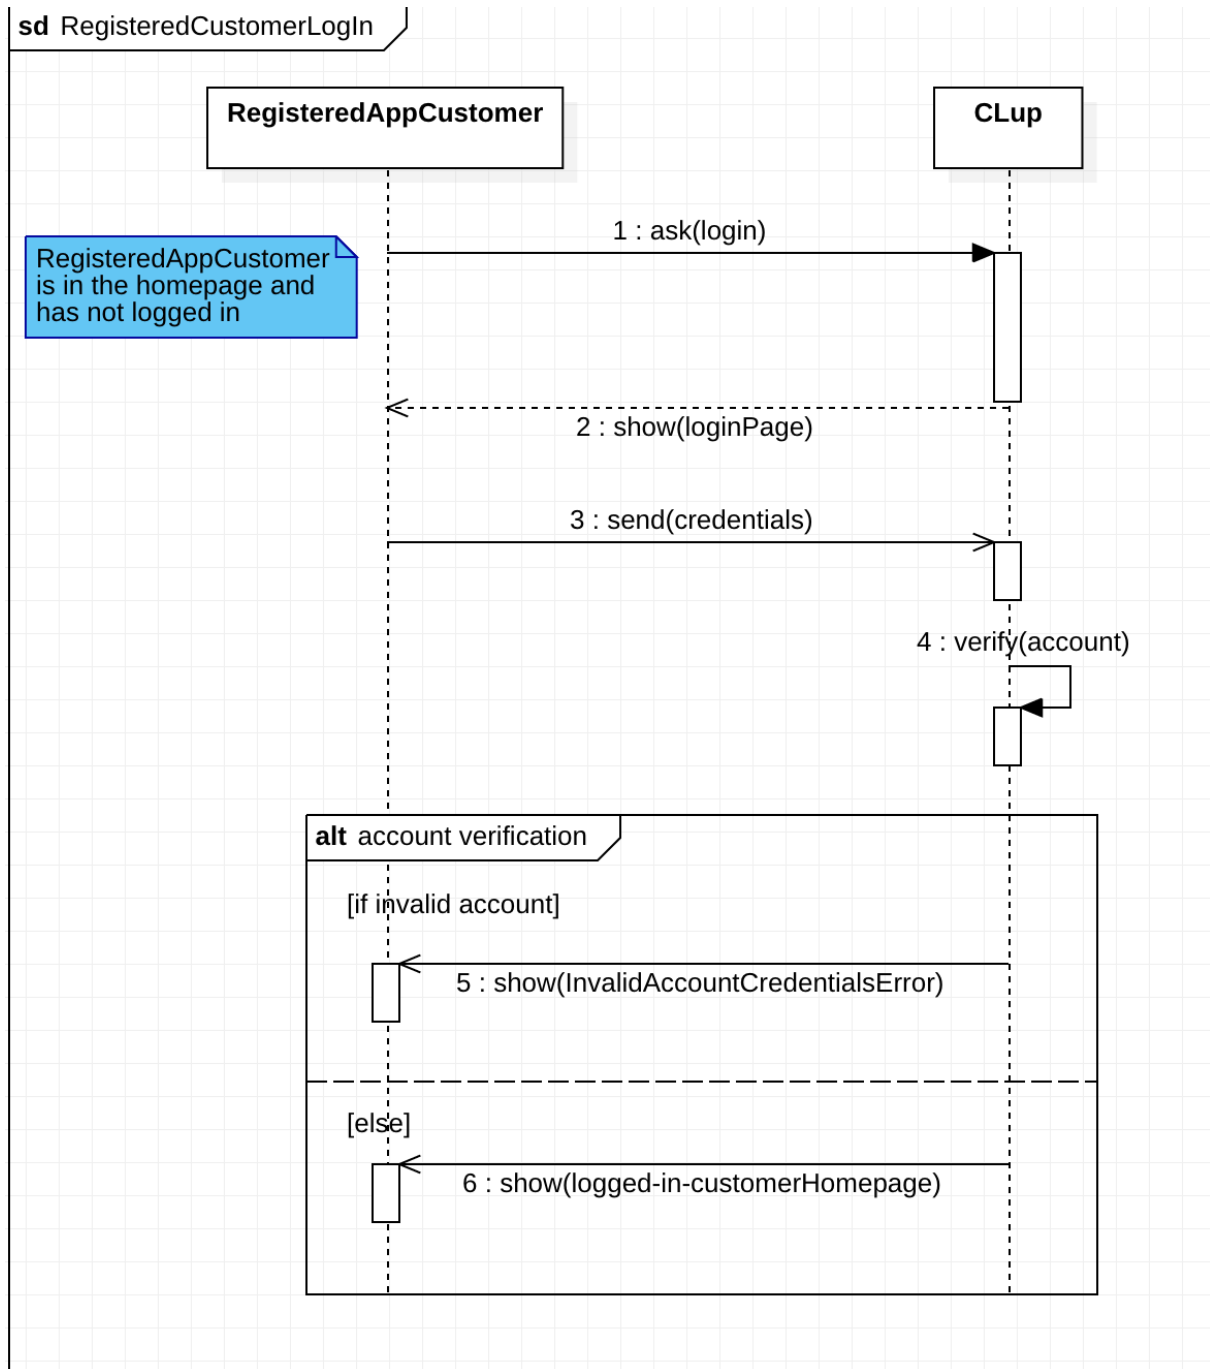 sd RegisteredCustomerLogIn
RegisteredAppCustomer
CLup
1 : ask(login)
RegisteredAppCustomer
is in the homepage and
has not logged in
2 : show(loginPage)
3 : send(credentials)
4 : verify(account)
alt account verification
[if invalid account]
5 : show(InvalidAccountCredentialsError)
[else]
6 : show(logged-in-customerHomepage)